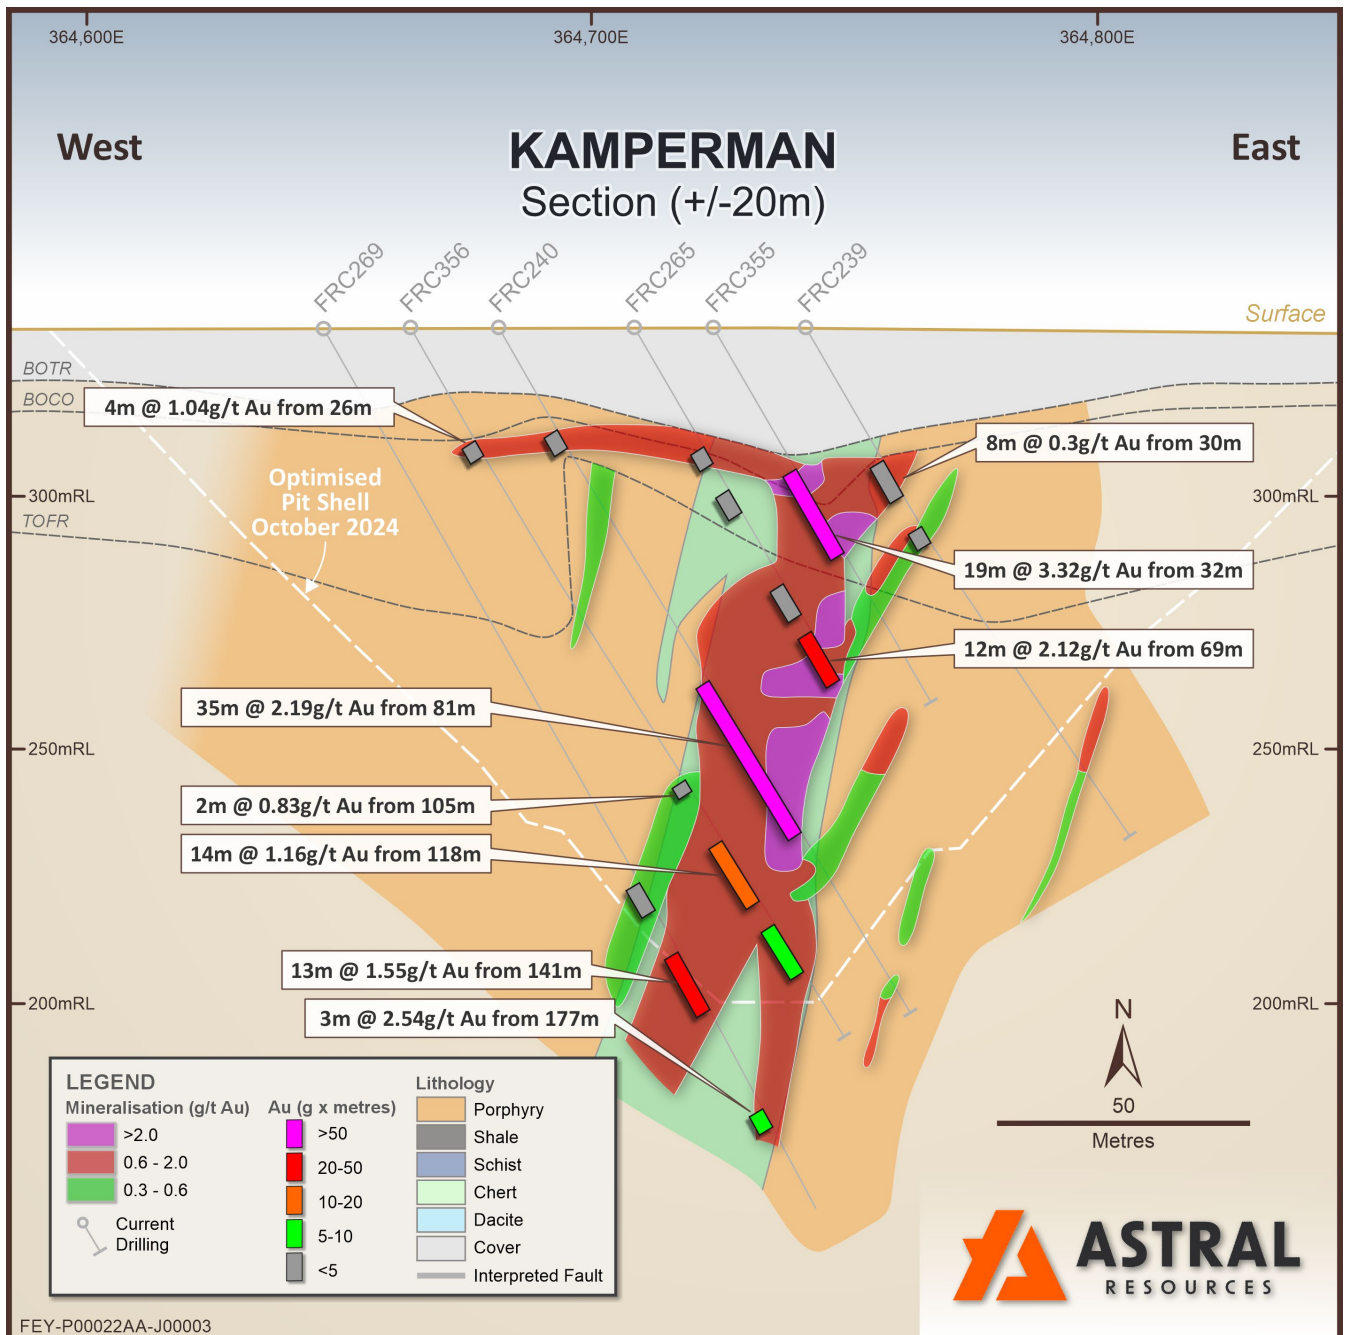 364,600E
364,700E
364,800E
West
KAMPERMAN
East
Section (+/-20m)
FRC269
FRC356
FRC240
FRC265
FRC355
FRC239
Surface
BOTR
BOCO
4m @ 1.04g/t Au from 26m
8m @ 0.3g/t Au from 30m
Optimised
Pit Shell
October 2024
300mRL
300mRL
TOFR
19m @ 3.32g/t Au from 32m
12m @ 2.12g/t Au from 69m
35m @ 2.19g/t Au from 81m
250mRL
250mRL
2m @ 0.83g/t Au from 105m
14m @ 1.16g/t Au from 118m
13m @ 1.55g/t Au from 141m
200mRL
200mRL
3m @ 2.54g/t Au from 177m
N
50
Metres
LEGEND
Mineralisation (g/t Au)
>2.0
0.6 - 2.0
0.3 - 0.6
Current
Drilling
Au (g x metres)
>50
20-50
10-20
5-10
<5
Lithology
Porphyry
Shale
Schist
Chert
Dacite
Cover
Interpreted Fault
ASTRAL
RESOURCES
FEY-P00022AA-J00003